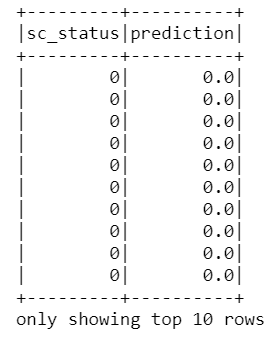 +---------+----------+
|sc_status|prediction|
+---------+----------+
|        0|       0.0|
|        0|       0.0|
|        0|       0.0|
|        0|       0.0|
|        0|       0.0|
|        0|       0.0|
|        0|       0.0|
|        0|       0.0|
|        0|       0.0|
|        0|       0.0|
+---------+----------+
only showing top 10 rows